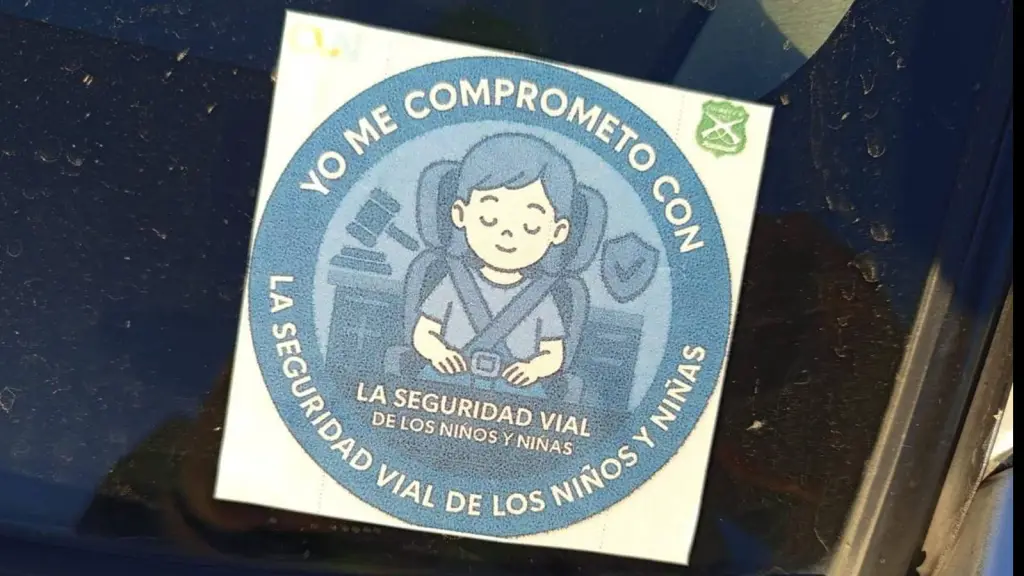 YO ME COMPROMETO CON
LA SEGURIDAD VIAL DE LOS NIÑOS Y NIÑAS
LA SEGURIDAD VIAL
DE LOS NIÑOS Y NIÑAS